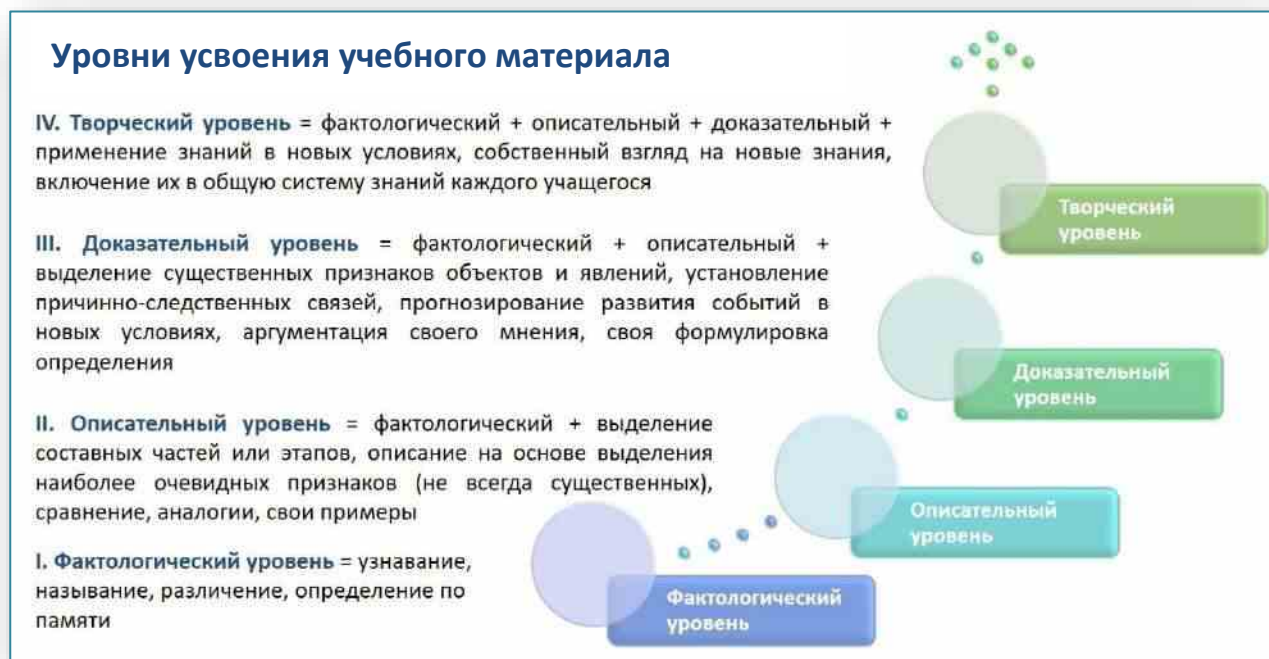 Уровни усвоения учебного материала
IV. Творческий уровень = фактологический + описательный + доказательный +
применение знаний в новых условиях, собственный взгляд на новые знания,
включение их в общую систему знаний каждого учащегося
Творческий
уровень
III. Доказательный уровень = фактологический + описательный +
выделение существенных признаков объектов и явлений, установление
причинно-следственных связей, прогнозирование развития событий в
новых условиях, аргументация своего мнения, своя формулировка
определения
Доказательный
уровень
II. Описательный уровень = фактологический + выделение
составных частей или этапов, описание на основе выделения
наиболее очевидных признаков (не всегда существенных),
сравнение, аналогии, свои примеры
Описательный
уровень
I. Фактологический уровень = узнавание,
называние, различение, определение по
памяти
Фактологический
уровень